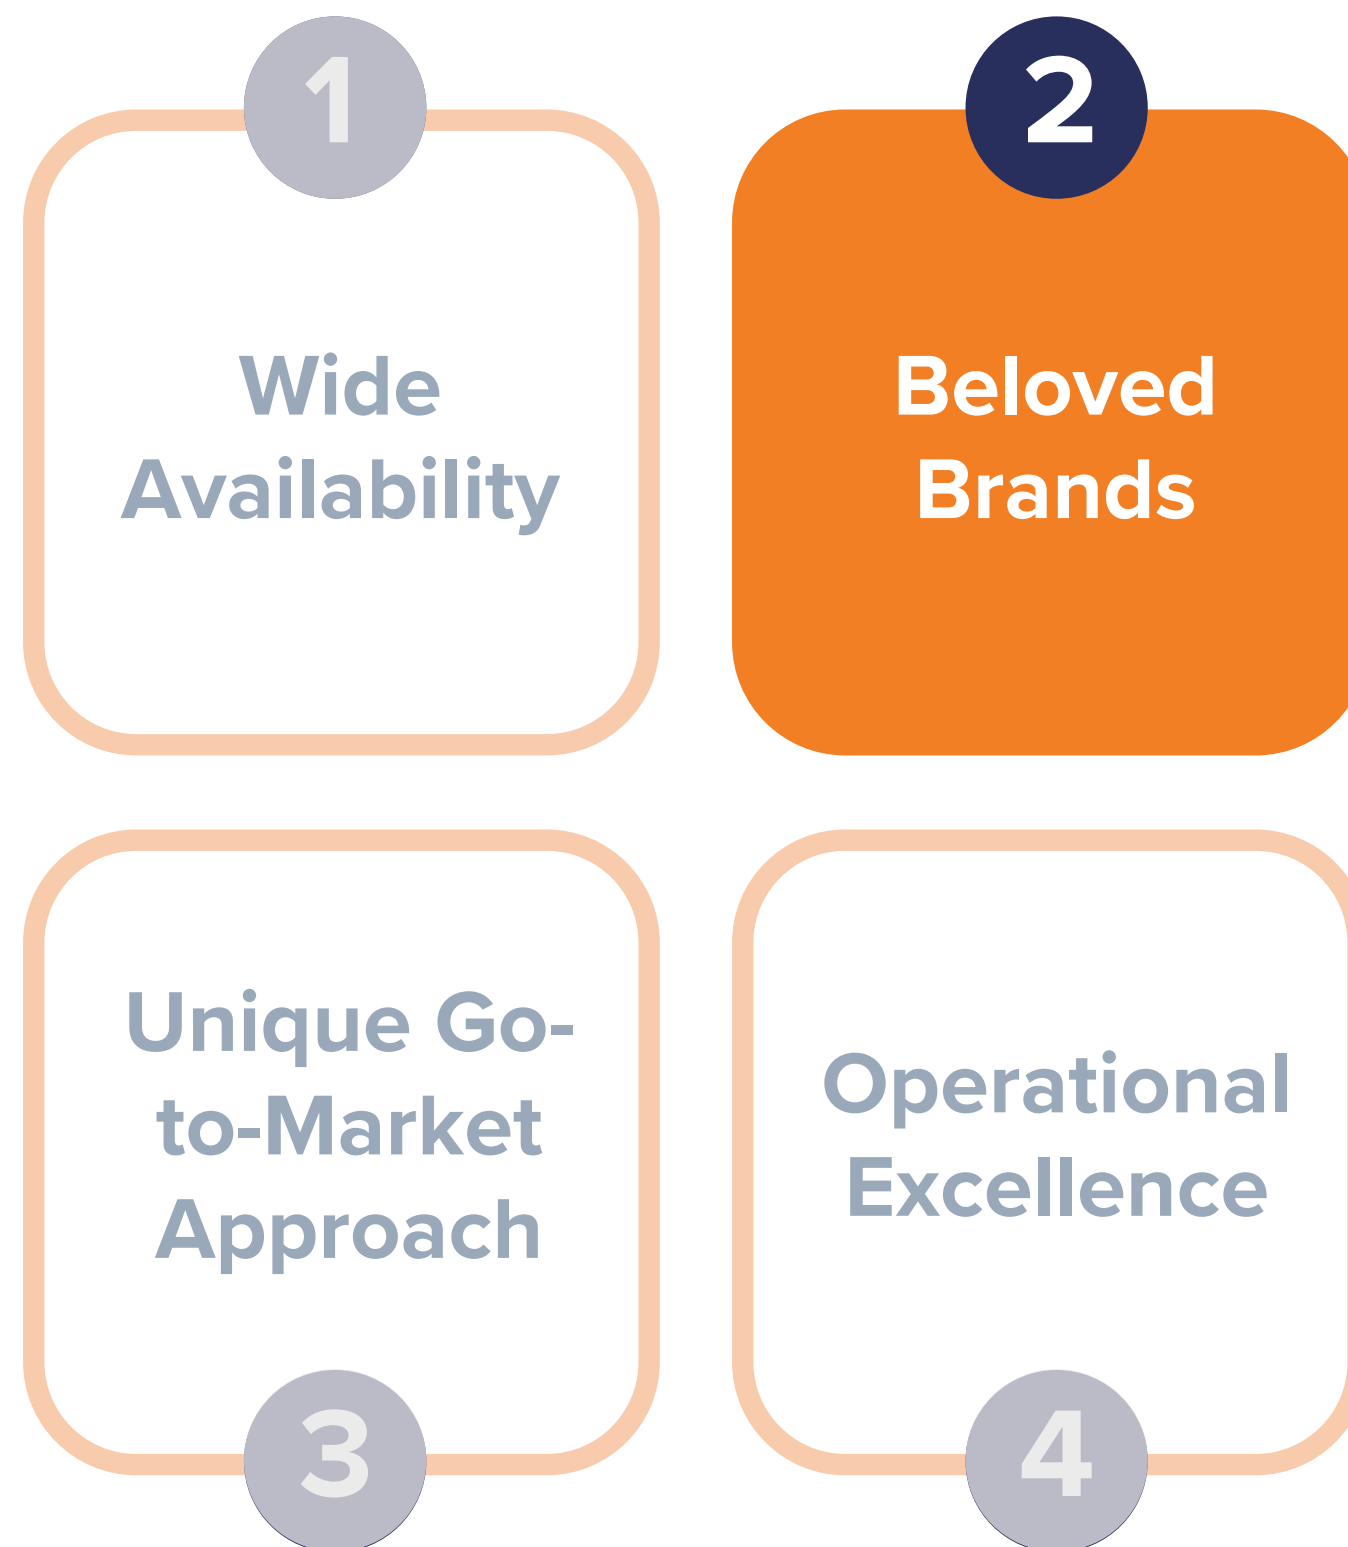 1
Wide
Availability
2
Beloved
Brands
Unique Go-
to-Market
Approach
3
Operational
Excellence
4